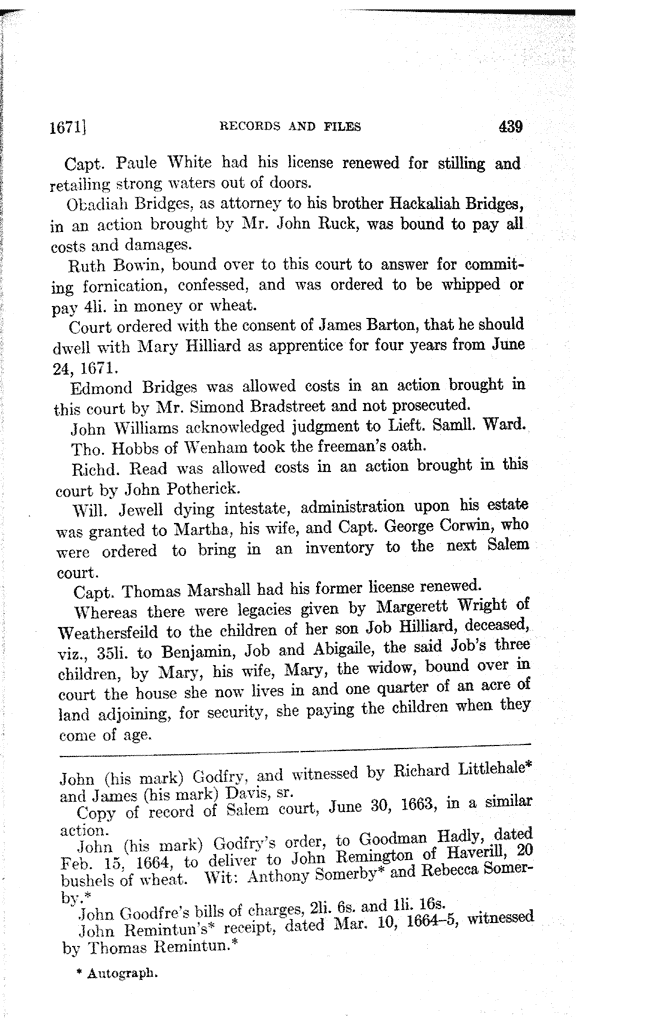 1671] RECORDS AND FILES 439
Capt. Paule White had his license renewed for stilling and
retailing strong waters out of doors.
Obadiah Bridges, as attorney to his brother Hackaliah Bridges,
in an action brought by Mr. John Ruck, was bound to pay all
costs and damages.
Ruth Bowin, bound over to this court to answer for commit-
ing fornication, confessed, and was ordered to be whipped or
pay 4li. in money or wheat.
Court ordered with the consent of James Barton, that he should
dwell with Mary Hilliard as apprentice for four years from June
24, 1671.
Edmond Bridges was allowed costs in an action brought in
this court by Mr. Simond Bradstreet and not prosecuted.
John Williams acknowledged judgment to Lieft. Samll. Ward.
Tho. Hobbs of Wenham took the freeman's oath.
Richd. Read was allowed costs in an action brought in this
court by John Potherick.
Will. Jewell dying intestate, administration upon his estate
was granted to Martha, his wife, and Capt. George Corwin, who
were ordered to bring in an inventory to the next Salem
court.
Capt. Thomas Marshall had his former license renewed.
Whereas there were legacies given by Margerett Wright of
Weathersfeild to the children of her son Job Hilliard, deceased,
viz., 35li. to Benjamin, Job and Abigaile, the said Job's three
children, by Mary, his wife, Mary, the widow, bound over in
court the house she now lives in and one quarter of an acre of
land adjoining, for security, she paying the children when they
come of age.
John (his mark) Godfry, and witnessed by Richard Littlehale*
and James (his mark) Davis, sr.
Copy of record of Salem court, June 30, 1663, in a similar
action.
John (his mark) Godfry's order, to Goodman Hadly, dated
Feb. 15, 1664, to deliver to John Remington of Haverill, 20
bushels of wheat. Wit: Anthony Somerby* and Rebecca Somer-
by.*
John Goodfre's bills of charges, 2li. 6s. and 1li. 16s.
John Remintun's* receipt, dated Mar. 10, 1664-5, witnessed
by Thomas Remintun.*
* Autograph.